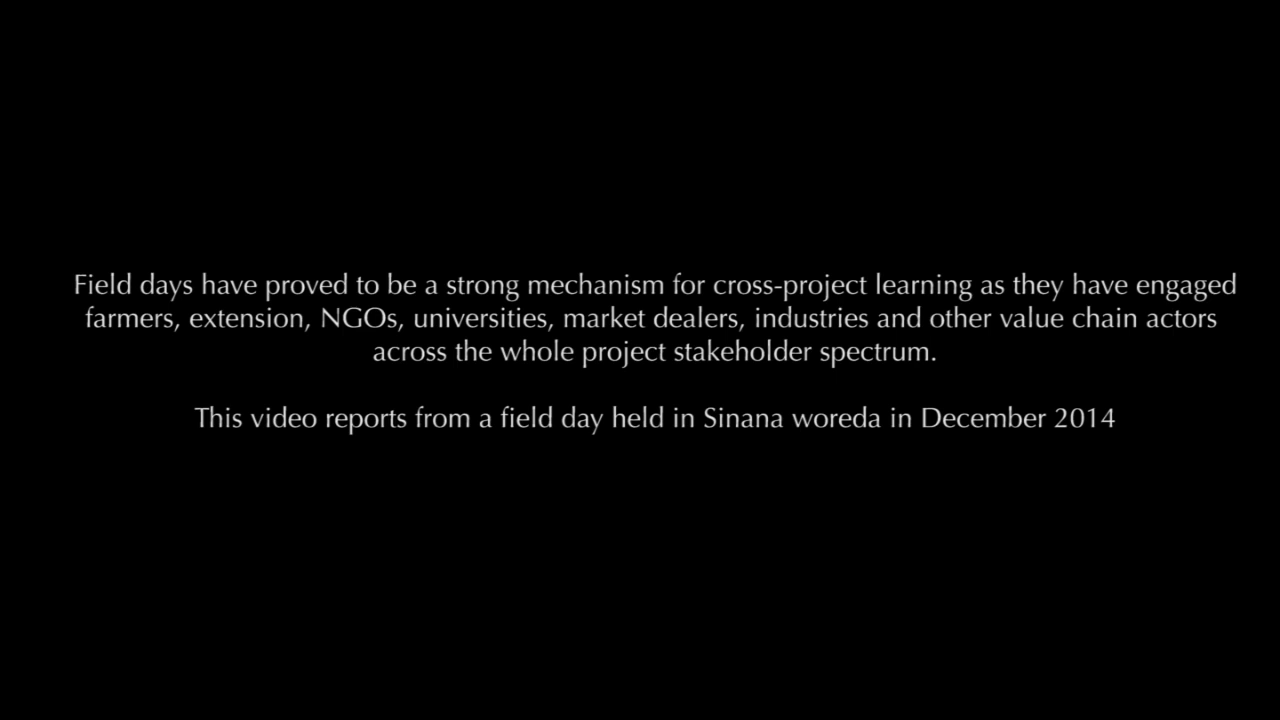 Field days have proved to be a strong mechanism for cross-project learning as they have engaged
farmers, extension, NGOs, universities, market dealers, industries and other value chain actors
across the whole project stakeholder spectrum.
This video reports from a field day held in Sinana woreda in December 2014